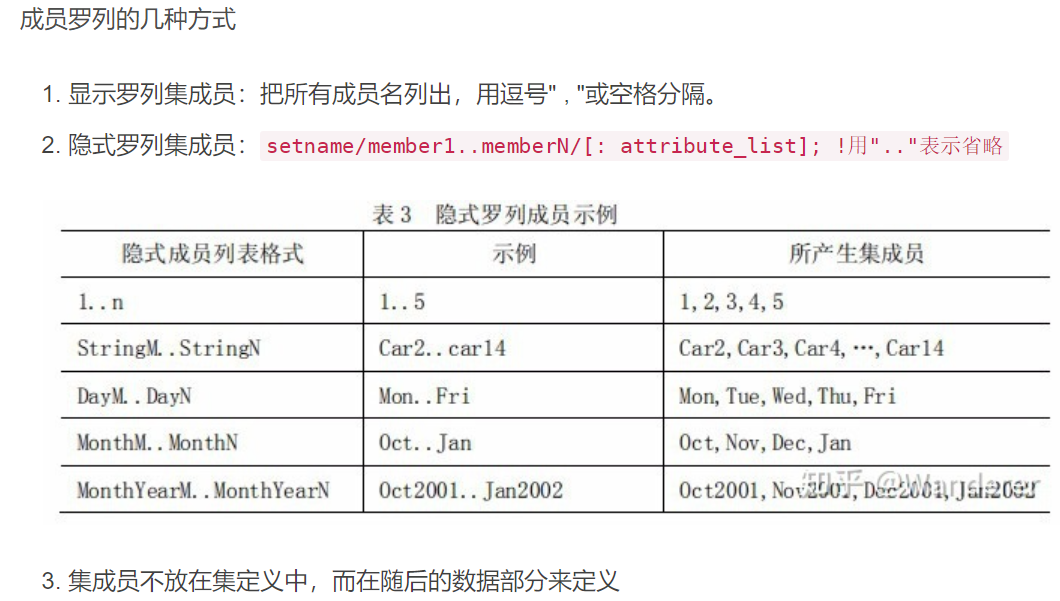 成员罗列的几种方式
1. 显示罗列集成员：把所有成员名列出，用逗号" , "或空格分隔。
2. 隐式罗列集成员： setname/member1..memberN/[: attribute_list]; !用".."表示省略
表 3 隐式罗列成员示例
隐式成员列表格式 示例 所产生集成员
1..n 1..5 1,2,3,4,5
StringM..StringN Car2..car14 Car2,Car3,Car4,…,Car14
DayM..DayN Mon..Fri Mon,Tue,Wed,Thu,Fri
MonthM..MonthN Oct..Jan Oct,Nov,Dec,Jan
MonthYearM..MonthYearN Oct2001..Jan2002 Oct2001,Nov2001,Dec2001,Jan2002
知乎 @Wanderer
3. 集成员不放在集定义中，而在随后的数据部分来定义